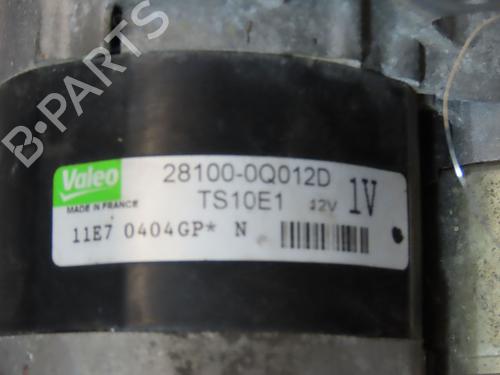 B-PARTS
Valeo
MADE IN FRANCE
28100-0Q012D
TS10E1 12V 1V
11E7 0404GP* N